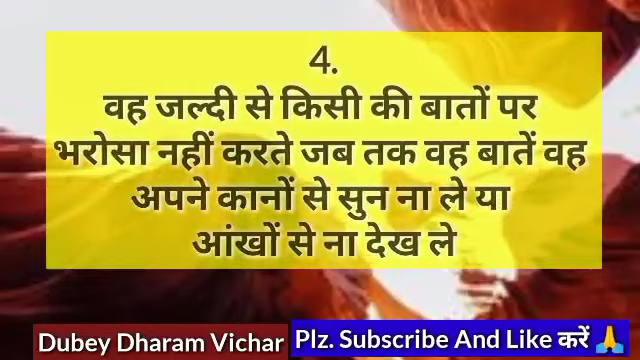 4.
वह जल्दी से किसी की बातों पर
भरोसा नहीं करते जब तक वह बातें वह
अपने कानों से सुन ना ले या
आंखों से ना देख ले
Dubey Dharam Vichar
Plz. Subscribe And Like करें 🙏